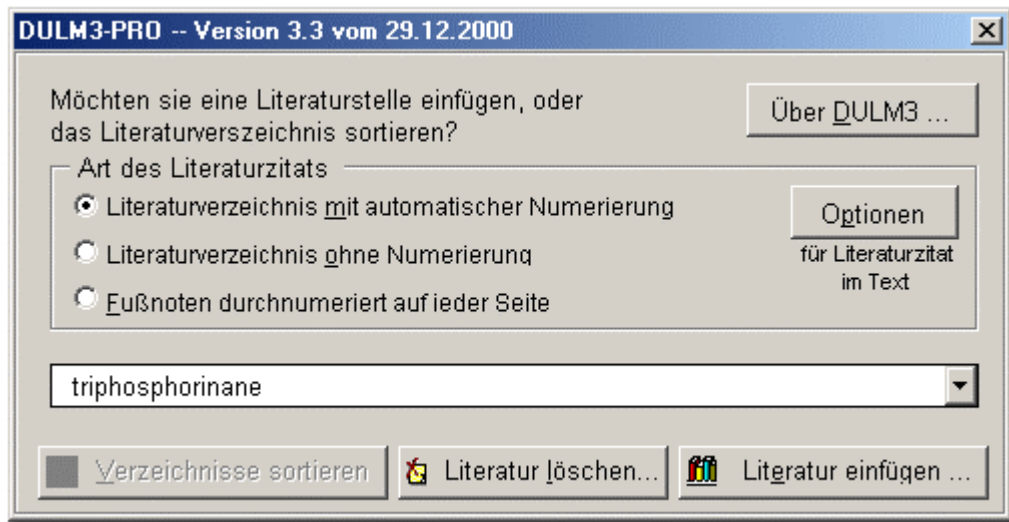 DULM3-PRO -- Version 3.3 vom 29.12.2000
Möchten sie eine Literaturstelle einfügen, oder
das Literaturverszeichnis sortieren?
Über DULM3 ...
Art des Literaturzitats
Literaturverzeichnis mit automatischer Numerierung
Optionen
Literaturverzeichnis ohne Numerierung
für Literaturzitat
im Text
Fußnoten durchnumeriert auf jeder Seite
triphosphorinane
Verzeichnisse sortieren
Literatur löschen...
Literatur einfügen ...